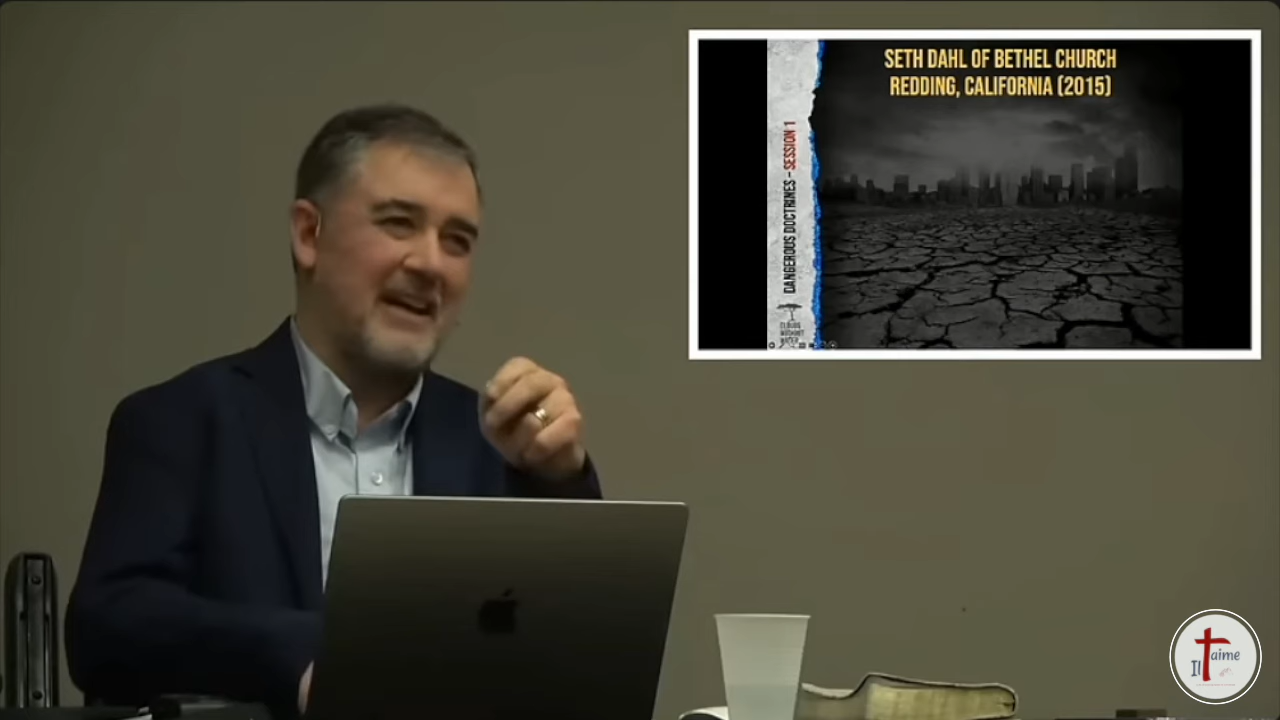 SETH DAHL OF BETHEL CHURCH
REDDING, CALIFORNIA (2015)
DANGEROUS DOCTRINES - SESSION 1
CLOUDS
WITHOUT
WATER
Il t'aime